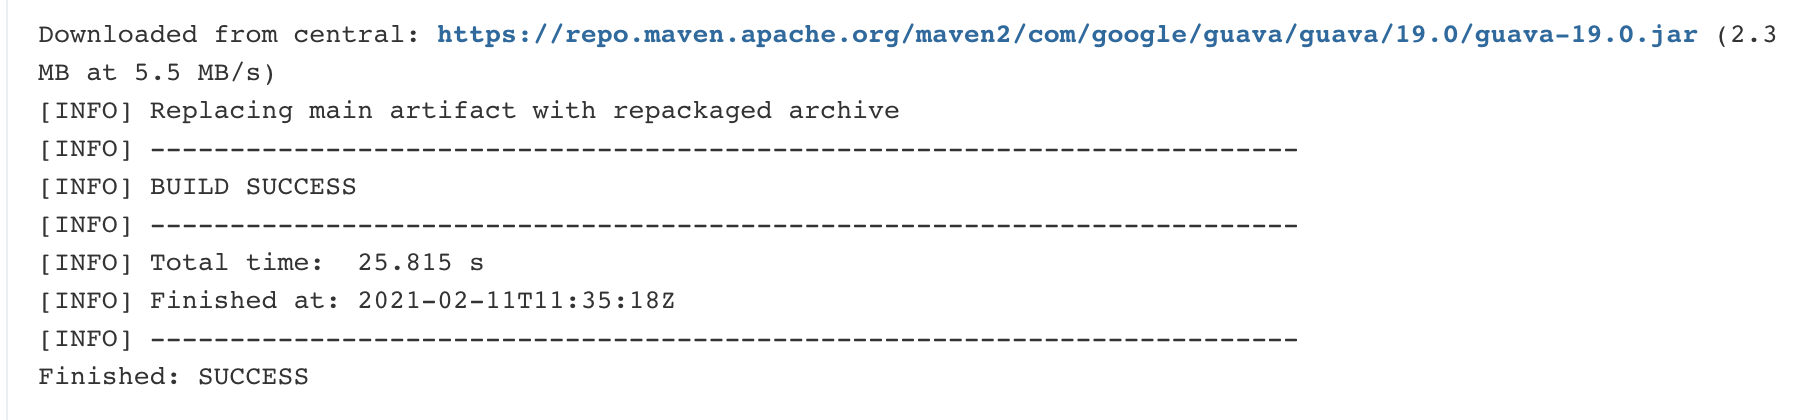 Downloaded from central: https://repo.maven.apache.org/maven2/com/google/guava/guava/19.0/guava-19.0.jar (2.3
MB at 5.5 MB/s)
[INFO] Replacing main artifact with repackaged archive
[INFO] ------------------------------------------------------------------------
[INFO] BUILD SUCCESS
[INFO] ------------------------------------------------------------------------
[INFO] Total time:  25.815 s
[INFO] Finished at: 2021-02-11T11:35:18Z
[INFO] ------------------------------------------------------------------------
Finished: SUCCESS